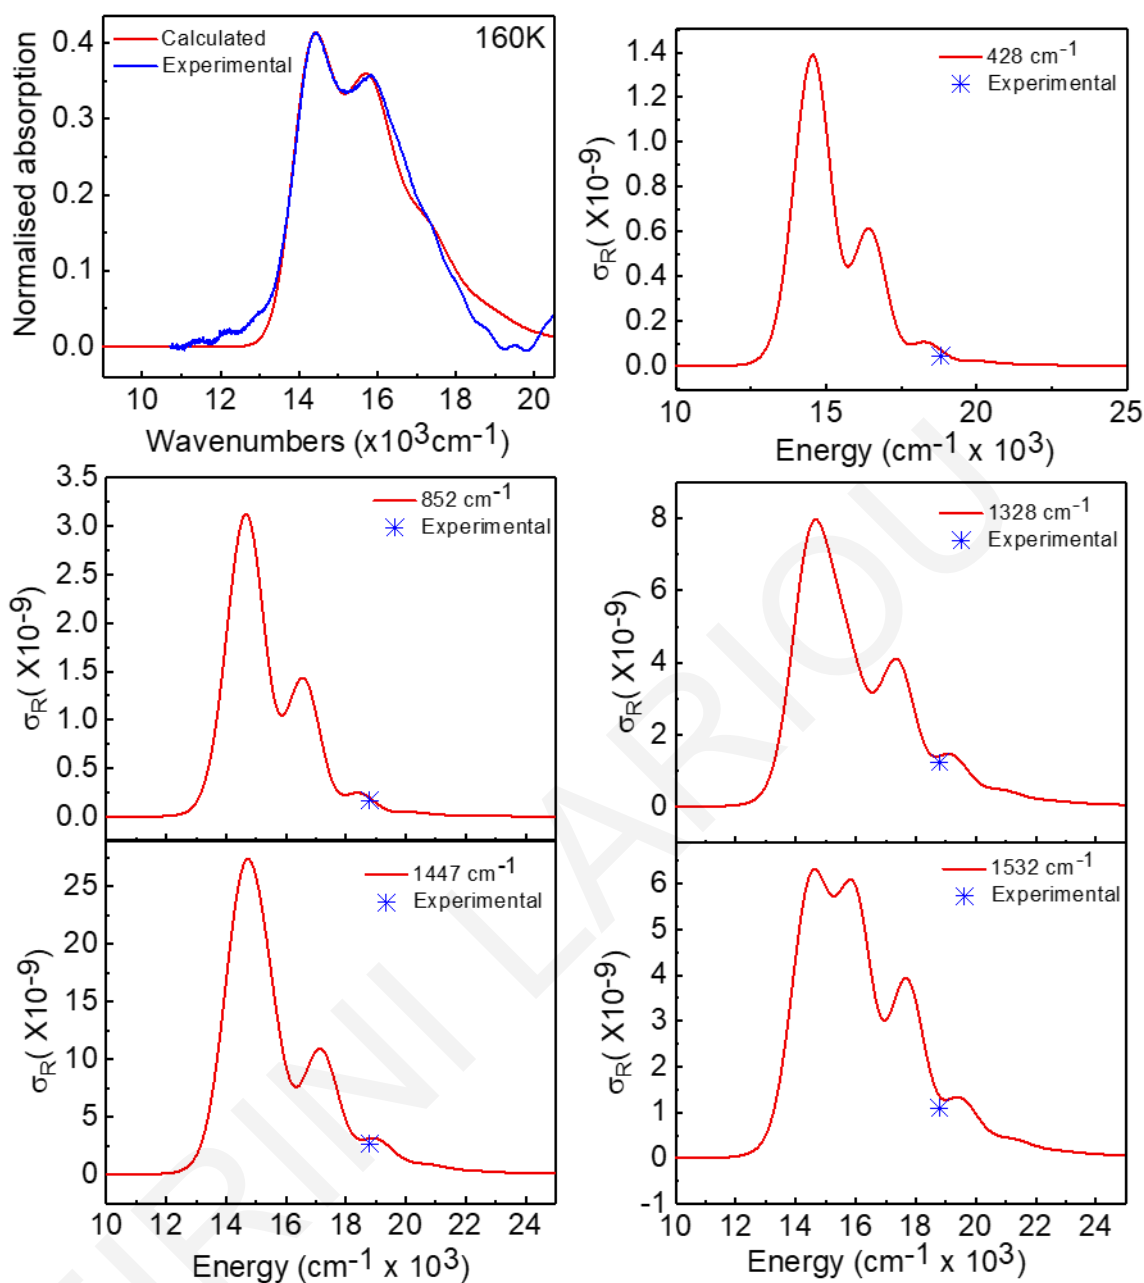 Normalised absorption
0.4
0.3
0.2
0.1
0.0
Calculated
Experimental
160K
10 12 14 16 18 20
Wavenumbers (x10³cm-1)
σR( X10-9)
1.4
1.2
1.0
0.8
0.6
0.4
0.2
0.0
428 cm-1
Experimental
10 15 20 25
Energy (cm-1 x 10³)
σR( X10-9)
3.5
3.0
2.5
2.0
1.5
1.0
0.5
0.0
852 cm-1
Experimental
σR( X10-9)
8
6
4
2
0
1328 cm-1
Experimental
σR( X10-9)
25
20
15
10
5
0
1447 cm-1
Experimental
10 12 14 16 18 20 22 24
Energy (cm-1 x 10³)
σR( X10-9)
6
5
4
3
2
1
0
-1
1532 cm-1
Experimental
10 12 14 16 18 20 22 24
Energy (cm-1 x 10³)
IRINI LARIOU